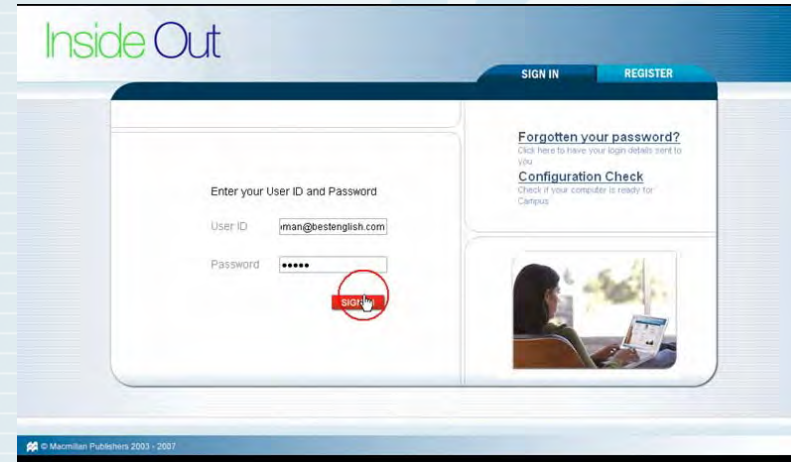 Inside Out
SIGN IN
REGISTER
Forgotten your password?
Click here to have your login details sent to
you
Configuration Check
Check if your computer is ready for
Campus
Enter your User ID and Password
User ID
man@bestenglish.com
Password
•••••
SIGN
© Macmillan Publishers 2003 - 2007